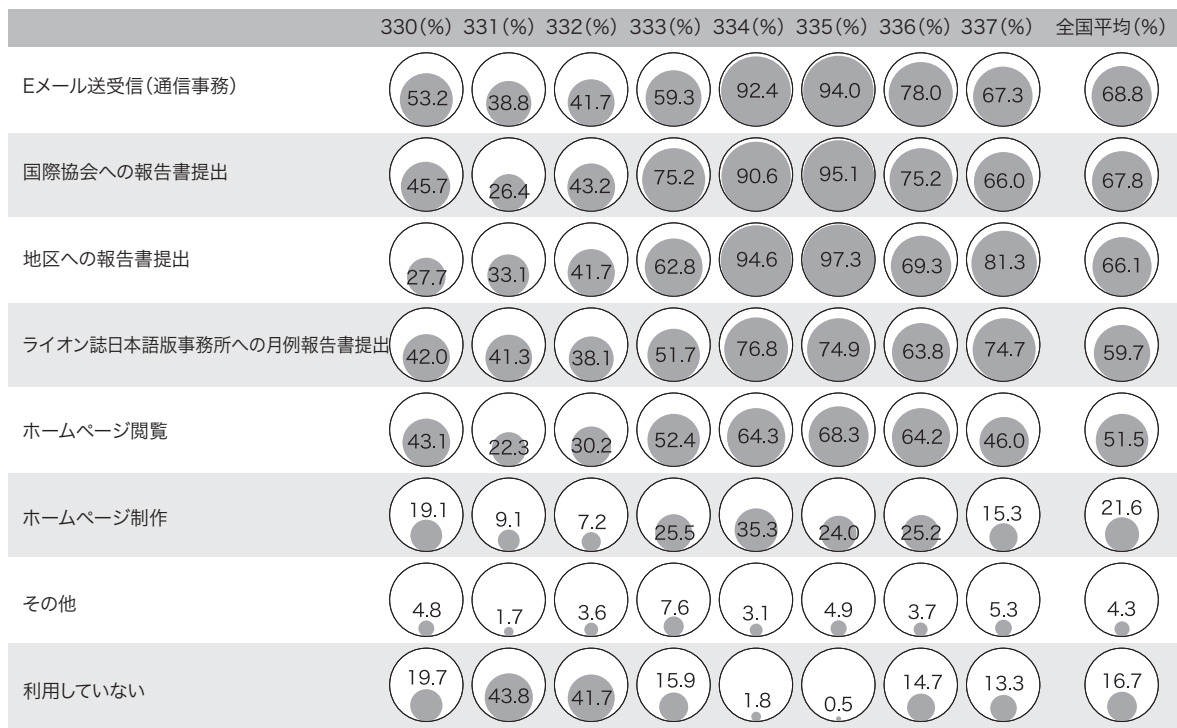 330(%) 331(%) 332(%) 333(%) 334(%) 335(%) 336(%) 337(%) 全国平均(%)
Eメール送受信(通信事務) 53.2 38.8 41.7 59.3 92.4 94.0 78.0 67.3 68.8
国際協会への報告書提出 45.7 26.4 43.2 75.2 90.6 95.1 75.2 66.0 67.8
地区への報告書提出 27.7 33.1 41.7 62.8 94.6 97.3 69.3 81.3 66.1
ライオン誌日本語版事務所への月例報告書提出 42.0 41.3 38.1 51.7 76.8 74.9 63.8 74.7 59.7
ホームページ閲覧 43.1 22.3 30.2 52.4 64.3 68.3 64.2 46.0 51.5
ホームページ制作 19.1 9.1 7.2 25.5 35.3 24.0 25.2 15.3 21.6
その他 4.8 1.7 3.6 7.6 3.1 4.9 3.7 5.3 4.3
利用していない 19.7 43.8 41.7 15.9 1.8 0.5 14.7 13.3 16.7